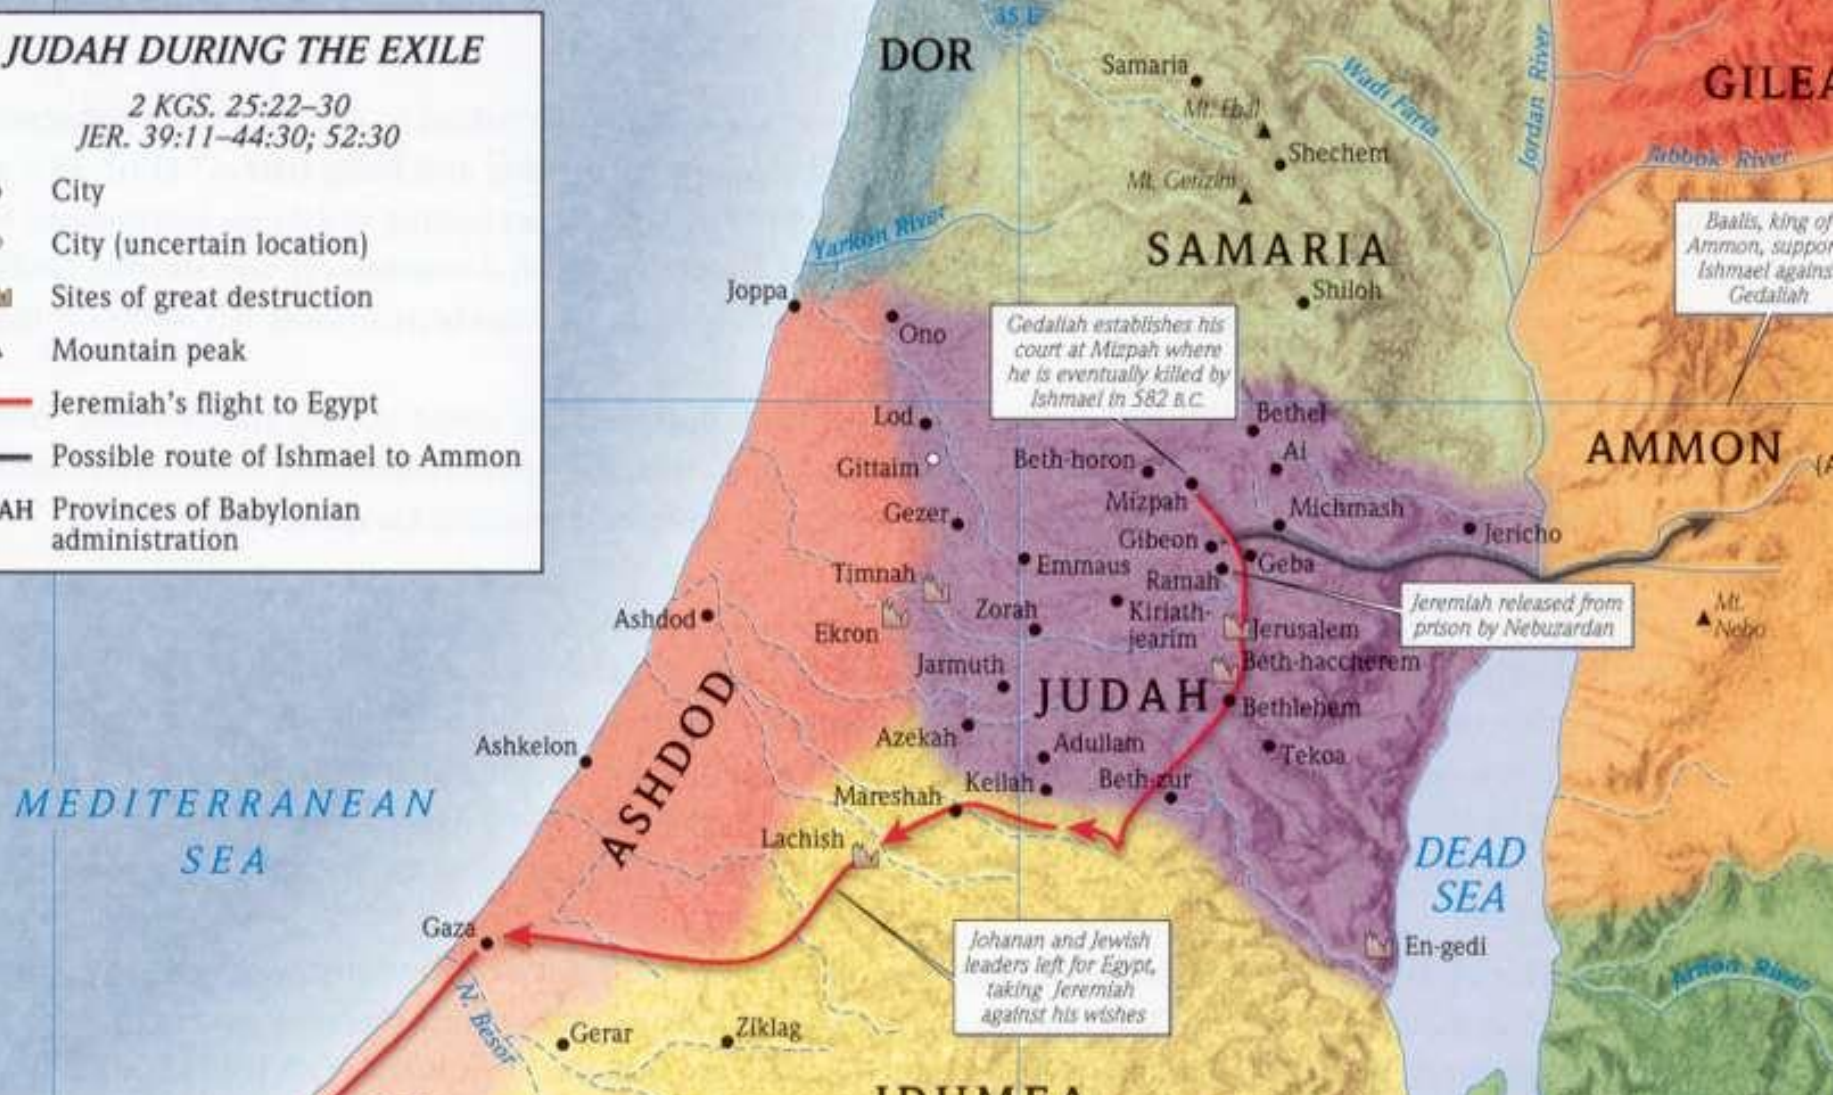 JUDAH DURING THE EXILE
2 KGS. 25:22–30
JER. 39:11–44:30; 52:30
City
City (uncertain location)
Sites of great destruction
Mountain peak
Jeremiah's flight to Egypt
Possible route of Ishmael to Ammon
AH Provinces of Babylonian
administration
DOR
Samaria
Mt. Ebal
Shechem
Mt. Gerizim
Wadi Faria
Jordan River
GILEA
Jabbok River
Yarkon River
SAMARIA
Baalis, king of
Ammon, suppor
Ishmael agains
Gedaliah
Joppa
Ono
Shiloh
Gedaliah establishes his
court at Mizpah where
he is eventually killed by
Ishmael in 582 B.C.
Lod
Bethel
Gittaim
Beth-horon
Ai
AMMON
(A
Mizpah
Gezer
Michmash
Gibeon
Jericho
Emmaus
Geba
Timnah
Ramah
Ashdod
Ekron
Zorah
Kiriath-
jearim
Jerusalem
Jeremiah released from
prison by Nebuzardan
Mt.
Nebo
Jarmuth
Beth-haccherem
JUDAH
Bethlehem
ASHDOD
Ashkelon
Azekah
Adullam
Tekoa
MEDITERRANEAN
SEA
Mareshah
Keilah
Beth-zur
Lachish
DEAD
SEA
Gaza
Johanan and Jewish
leaders left for Egypt,
taking Jeremiah
against his wishes
En-gedi
Arnon River
N. Besor
Gerar
Ziklag
IDUMEA